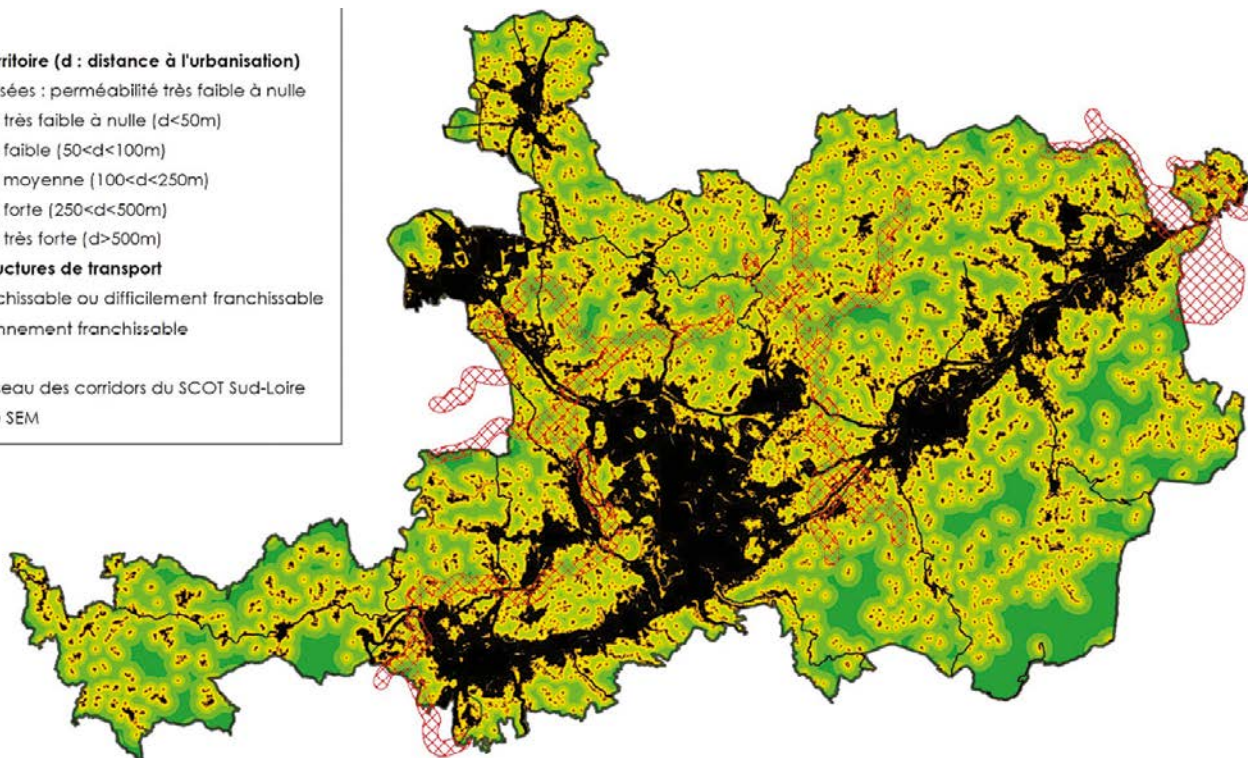 rritoire (d : distance à l'urbanisation)
sées : perméabilité très faible à nulle
très faible à nulle (d<50m)
faible (50<d<100m)
moyenne (100<d<250m)
forte (250<d<500m)
très forte (d>500m)
uctures de transport
chissable ou difficilement franchissable
nnement franchissable
seau des corridors du SCOT Sud-Loire
SEM